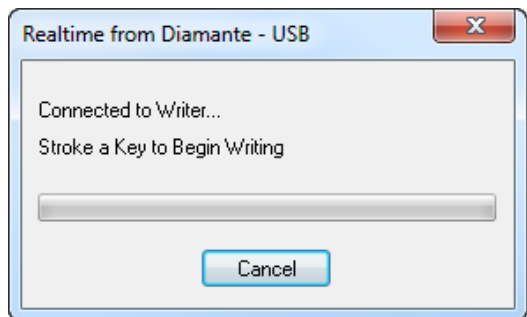 Realtime from Diamante - USB
Connected to Writer...
Stroke a Key to Begin Writing
Cancel